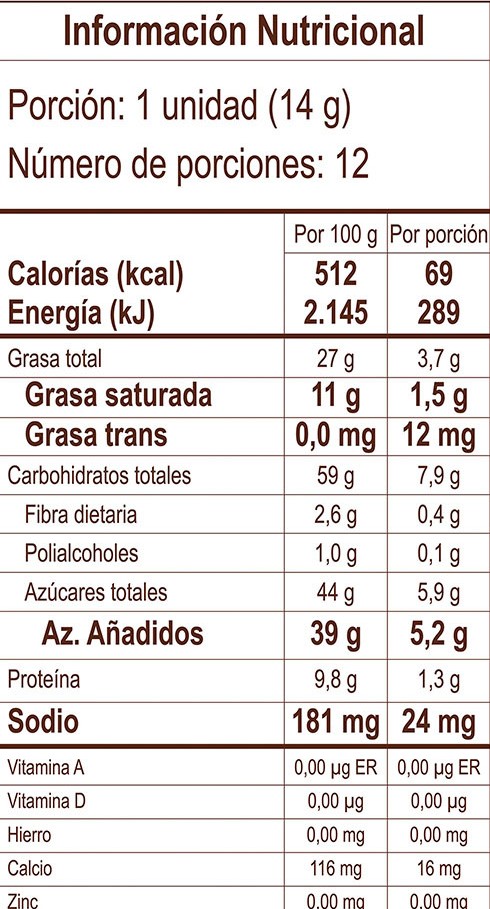 Información Nutricional
Porción: 1 unidad (14 g)
Número de porciones: 12
Por 100 g Por porción
Calorías (kcal) 512 69
Energía (kJ) 2.145 289
Grasa total 27 g 3,7 g
Grasa saturada 11 g 1,5 g
Grasa trans 0,0 mg 12 mg
Carbohidratos totales 59 g 7,9 g
Fibra dietaria 2,6 g 0,4 g
Polialcoholes 1,0 g 0,1 g
Azúcares totales 44 g 5,9 g
Az. Añadidos 39 g 5,2 g
Proteína 9,8 g 1,3 g
Sodio 181 mg 24 mg
Vitamina A 0,00 µg ER 0,00 µg ER
Vitamina D 0,00 µg 0,00 µg
Hierro 0,00 mg 0,00 mg
Calcio 116 mg 16 mg
Zinc 0,00 mg 0,00 mg